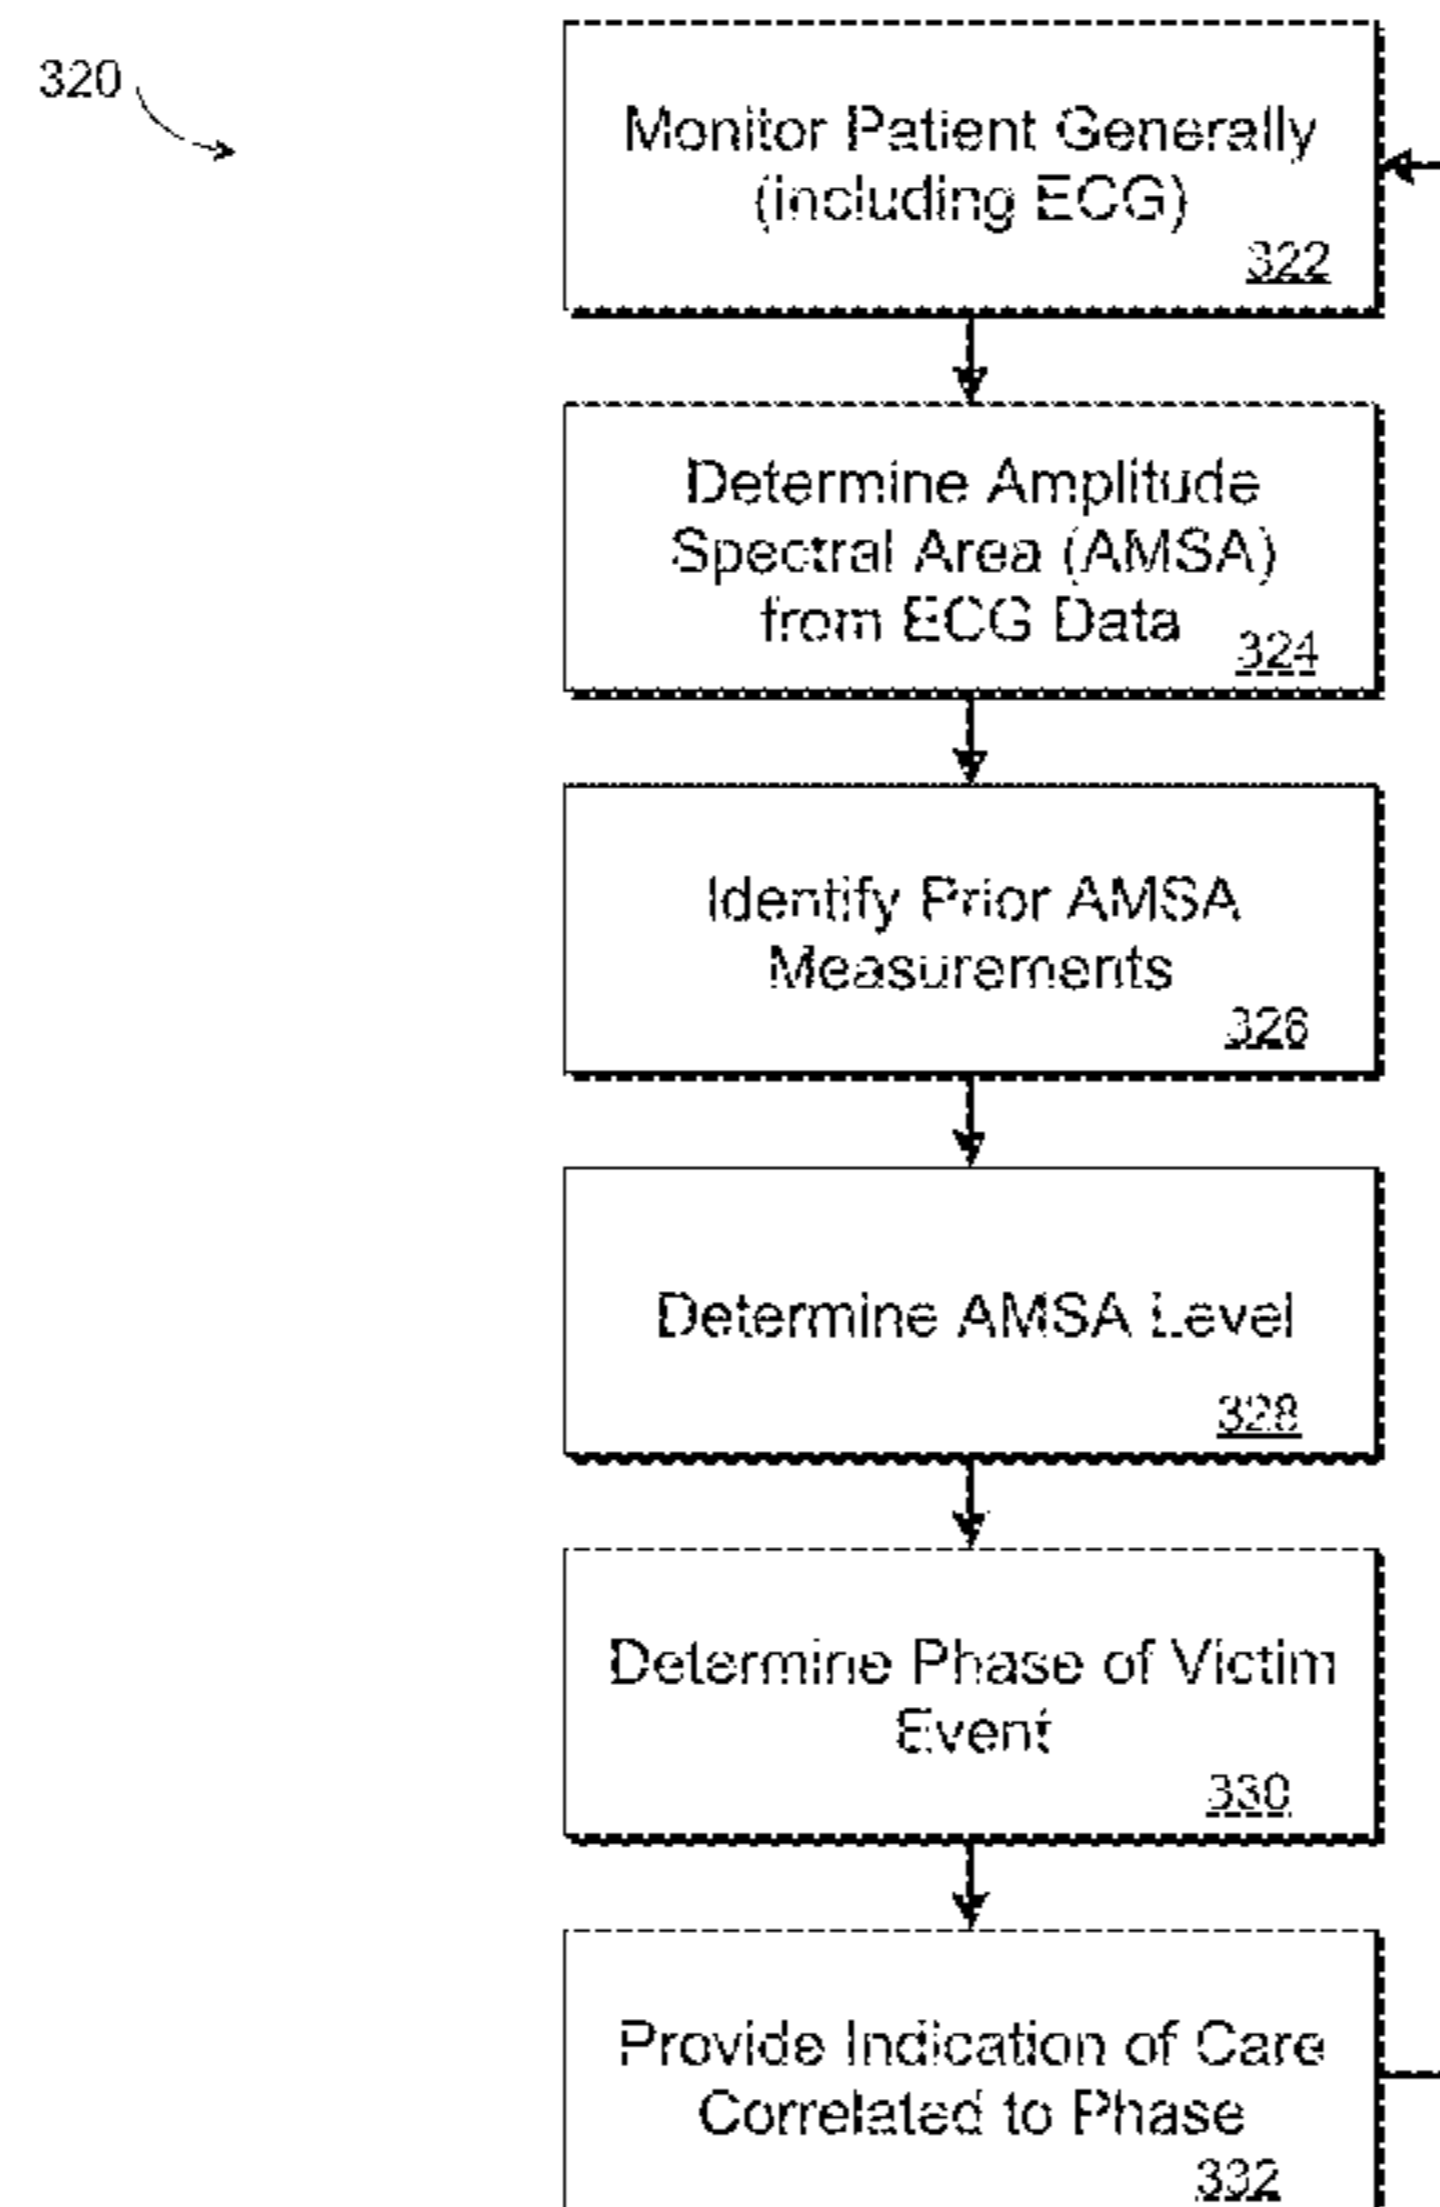 320
Monitor Patient Generally
(including ECG)
322
Determine Amplitude
Spectral Area (AMSA)
from ECG Data
324
Identify Prior AMSA
Measurements
326
Determine AMSA Level
328
Determine Phase of Victim
Event
330
Provide Indication of Care
Correlated to Phase
332